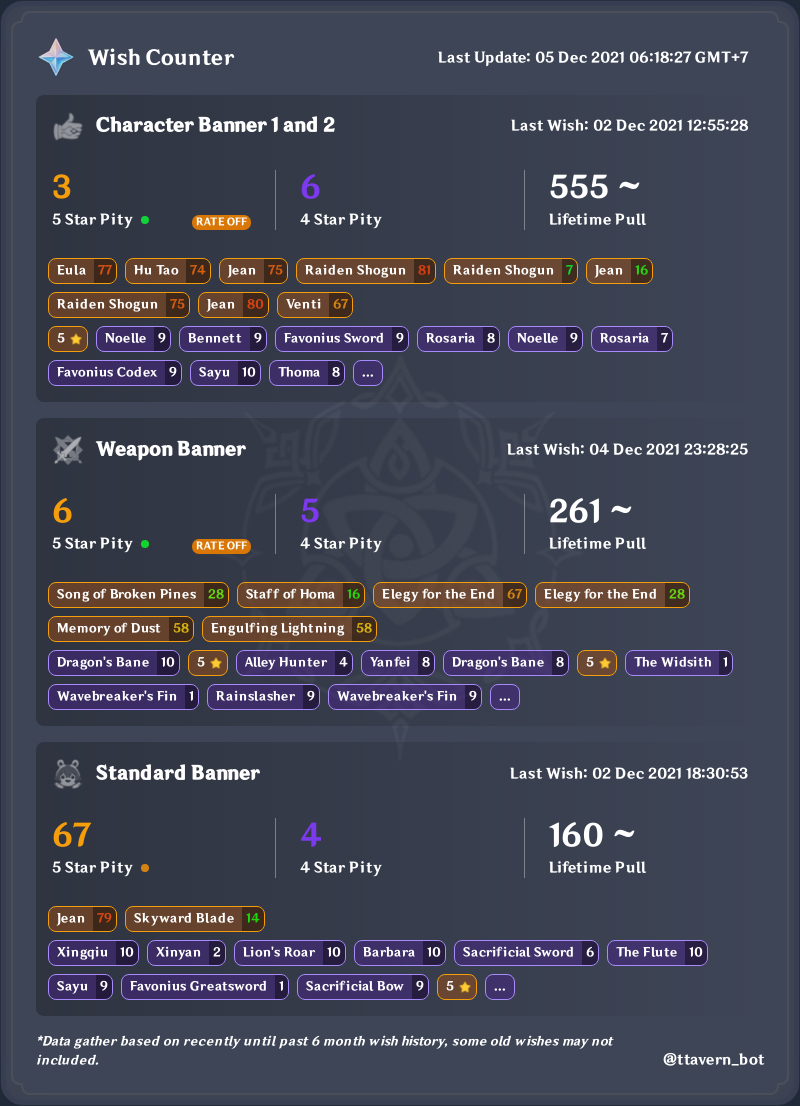 Wish Counter Last Update: 05 Dec 2021 06:18:27 GMT+7
Character Banner 1 and 2 Last Wish: 02 Dec 2021 12:55:28
3 6 555 ~
5 Star Pity RATE OFF 4 Star Pity Lifetime Pull
Eula 77 Hu Tao 74 Jean 75 Raiden Shogun 81 Raiden Shogun 7 Jean 16
Raiden Shogun 75 Jean 80 Venti 67
5 Noelle 9 Bennett 9 Favonius Sword 9 Rosaria 8 Noelle 9 Rosaria 7
Favonius Codex 9 Sayu 10 Thoma 8 ...
Weapon Banner Last Wish: 04 Dec 2021 23:28:25
6 5 261 ~
5 Star Pity RATE OFF 4 Star Pity Lifetime Pull
Song of Broken Pines 28 Staff of Homa 16 Elegy for the End 67 Elegy for the End 28
Memory of Dust 58 Engulfing Lightning 58
Dragon's Bane 10 5 Alley Hunter 4 Yanfei 8 Dragon's Bane 8 5 The Widsith 1
Wavebreaker's Fin 1 Rainslasher 9 Wavebreaker's Fin 9 ...
Standard Banner Last Wish: 02 Dec 2021 18:30:53
67 4 160 ~
5 Star Pity 4 Star Pity Lifetime Pull
Jean 79 Skyward Blade 14
Xingqiu 10 Xinyan 2 Lion's Roar 10 Barbara 10 Sacrificial Sword 6 The Flute 10
Sayu 9 Favonius Greatsword 1 Sacrificial Bow 9 5 ...
*Data gather based on recently until past 6 month wish history, some old wishes may not
included. @ttavern_bot